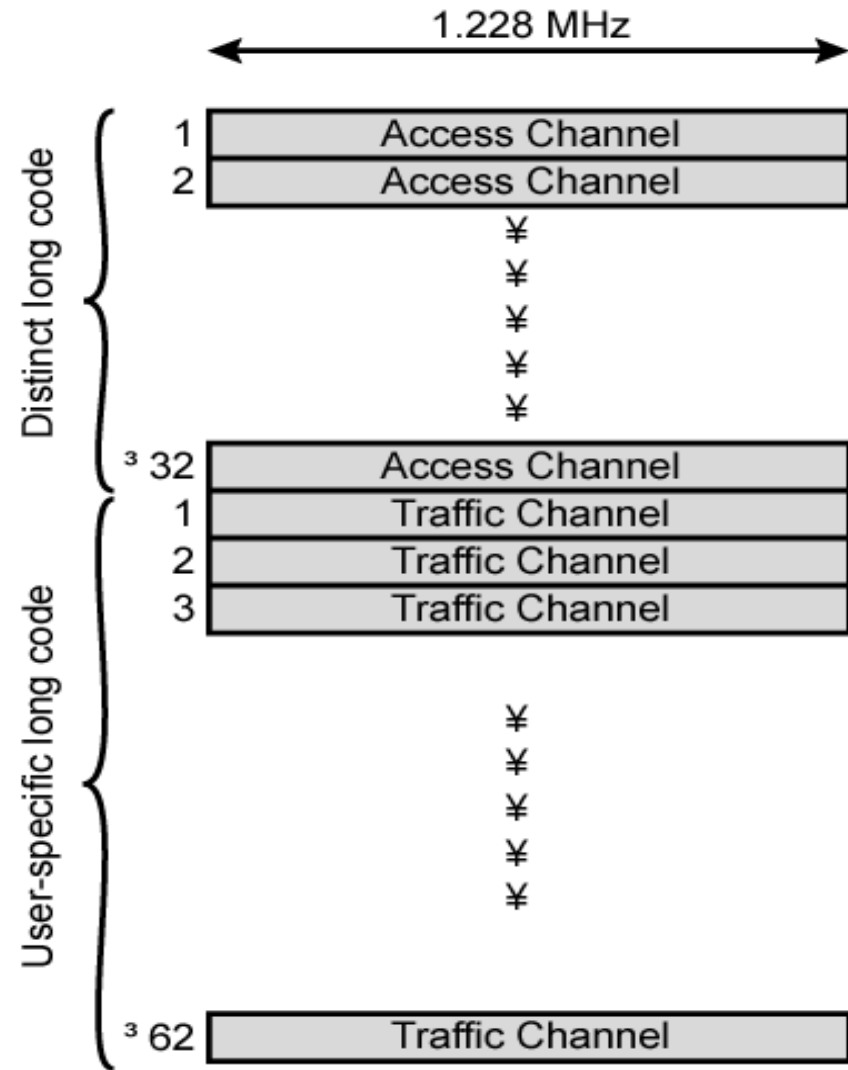 1.228 MHz
Distinct long code
1 Access Channel
2 Access Channel
¥
¥
¥
¥
¥
³ 32 Access Channel
User-specific long code
1 Traffic Channel
2 Traffic Channel
3 Traffic Channel
¥
¥
¥
¥
¥
³ 62 Traffic Channel